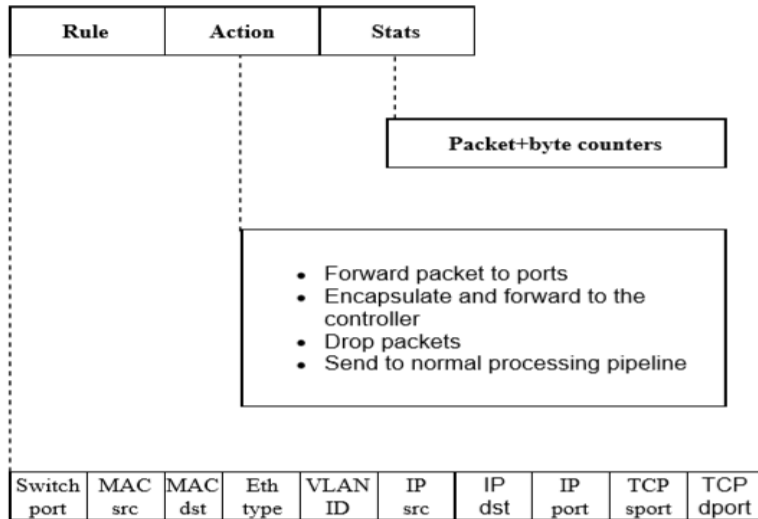 Rule Action Stats
Packet+byte counters
• Forward packet to ports
• Encapsulate and forward to the
controller
• Drop packets
• Send to normal processing pipeline
Switch port
MAC src
MAC dst
Eth type
VLAN ID
IP src
IP dst
IP port
TCP sport
TCP dport